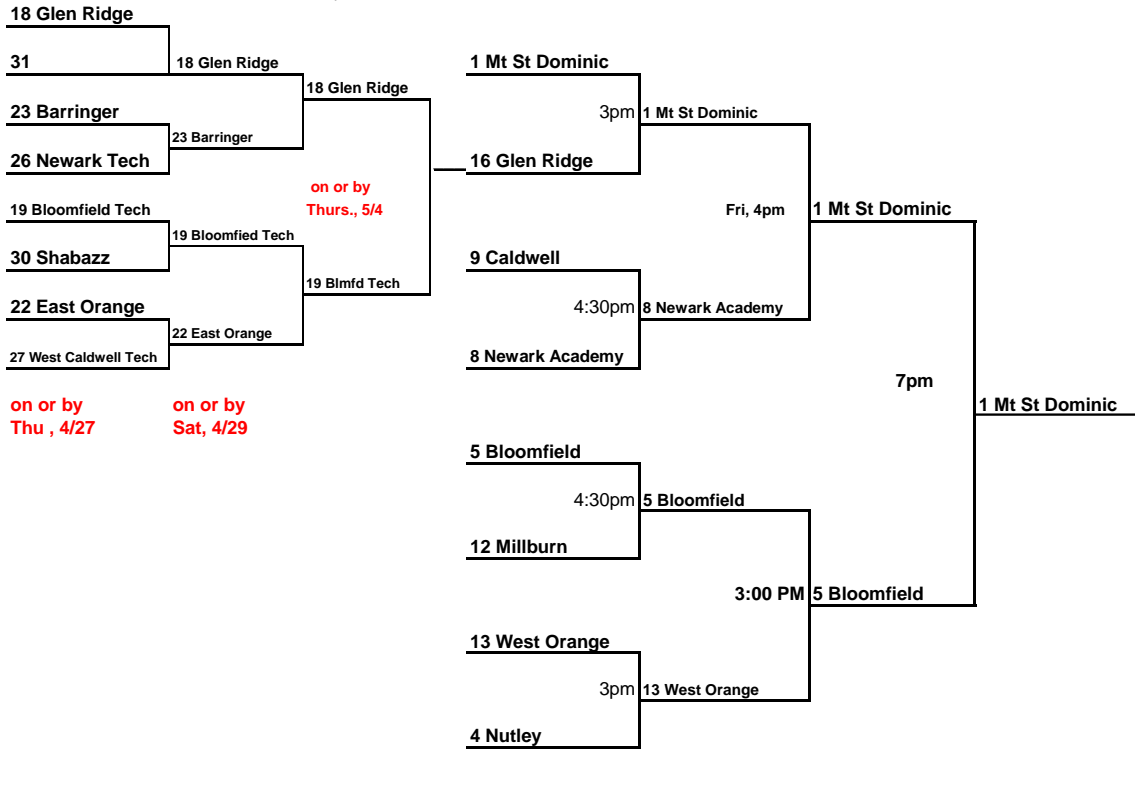 18 Glen Ridge
31
18 Glen Ridge
1 Mt St Dominic
18 Glen Ridge
23 Barringer
3pm
1 Mt St Dominic
23 Barringer
26 Newark Tech
16 Glen Ridge
on or by
Thurs., 5/4
19 Bloomfield Tech
Fri, 4pm
1 Mt St Dominic
19 Bloomfied Tech
30 Shabazz
9 Caldwell
19 Blmfd Tech
22 East Orange
4:30pm
8 Newark Academy
22 East Orange
27 West Caldwell Tech
8 Newark Academy
7pm
on or by
Thu , 4/27
on or by
Sat, 4/29
1 Mt St Dominic
5 Bloomfield
4:30pm
5 Bloomfield
12 Millburn
3:00 PM
5 Bloomfield
13 West Orange
3pm
13 West Orange
4 Nutley